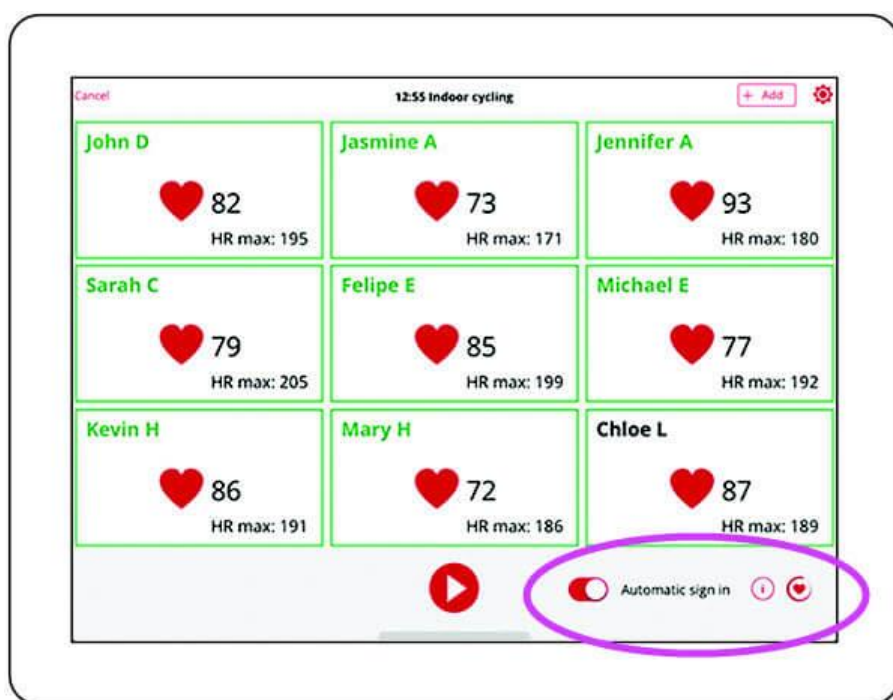 Cancel
12:55 Indoor cycling
+ Add
John D
82
HR max: 195
Jasmine A
73
HR max: 171
Jennifer A
93
HR max: 180
Sarah C
79
HR max: 205
Felipe E
85
HR max: 199
Michael E
77
HR max: 192
Kevin H
86
HR max: 191
Mary H
72
HR max: 186
Chloe L
87
HR max: 189
Automatic sign in
i